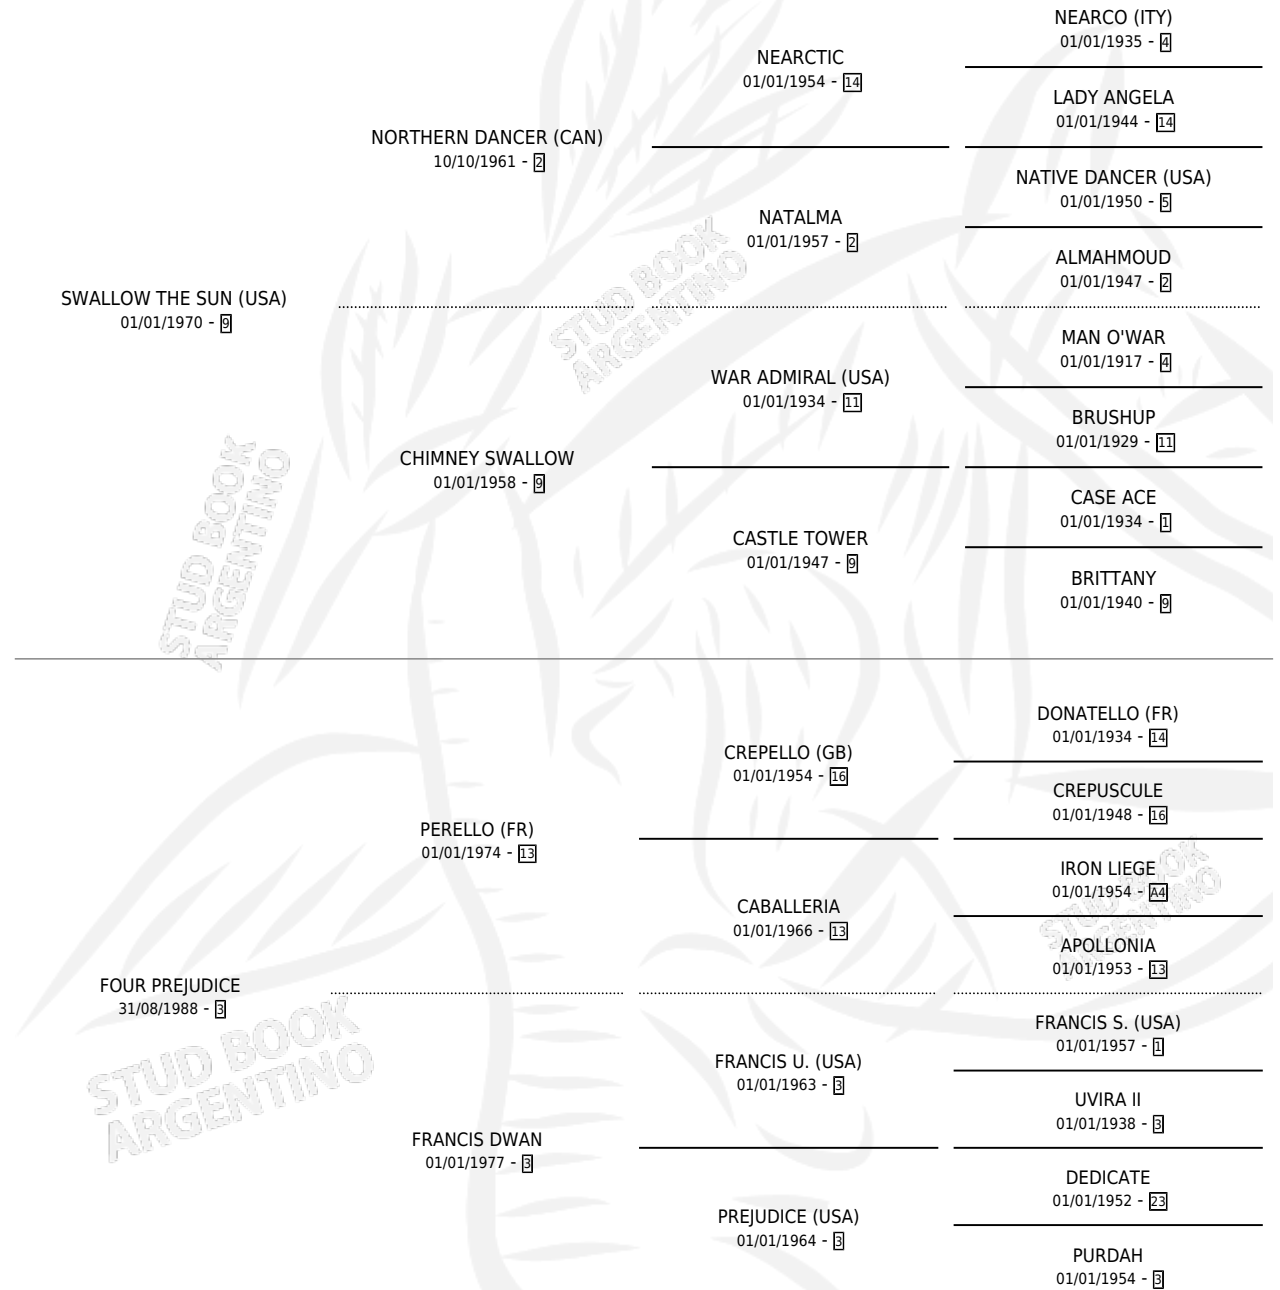 NEARCO (ITY)
01/01/1935 - 4
NEARCTIC
01/01/1954 - 14
LADY ANGELA
01/01/1944 - 14
NORTHERN DANCER (CAN)
10/10/1961 - 2
NATIVE DANCER (USA)
01/01/1950 - 5
NATALMA
01/01/1957 - 2
ALMAHMOUD
01/01/1947 - 2
SWALLOW THE SUN (USA)
01/01/1970 - 9
MAN O'WAR
01/01/1917 - 4
WAR ADMIRAL (USA)
01/01/1934 - 11
BRUSHUP
01/01/1929 - 11
CHIMNEY SWALLOW
01/01/1958 - 9
CASE ACE
01/01/1934 - 1
CASTLE TOWER
01/01/1947 - 9
BRITTANY
01/01/1940 - 9
DONATELLO (FR)
01/01/1934 - 14
CREPELLO (GB)
01/01/1954 - 16
CREPUSCULE
01/01/1948 - 16
PERELLO (FR)
01/01/1974 - 13
IRON LIEGE
01/01/1954 - A4
CABALLERIA
01/01/1966 - 13
APOLLONIA
01/01/1953 - 13
FOUR PREJUDICE
31/08/1988 - 3
FRANCIS S. (USA)
01/01/1957 - 1
FRANCIS U. (USA)
01/01/1963 - 3
UVIRA II
01/01/1938 - 3
FRANCIS DWAN
01/01/1977 - 3
DEDICATE
01/01/1952 - 23
PREJUDICE (USA)
01/01/1964 - 3
PURDAH
01/01/1954 - 3
STUD BOOK
ARGENTINO
STUD BOOK
ARGENTINO
STUD BOOK
ARGENTINO
STUD BOOK
ARGENTINO